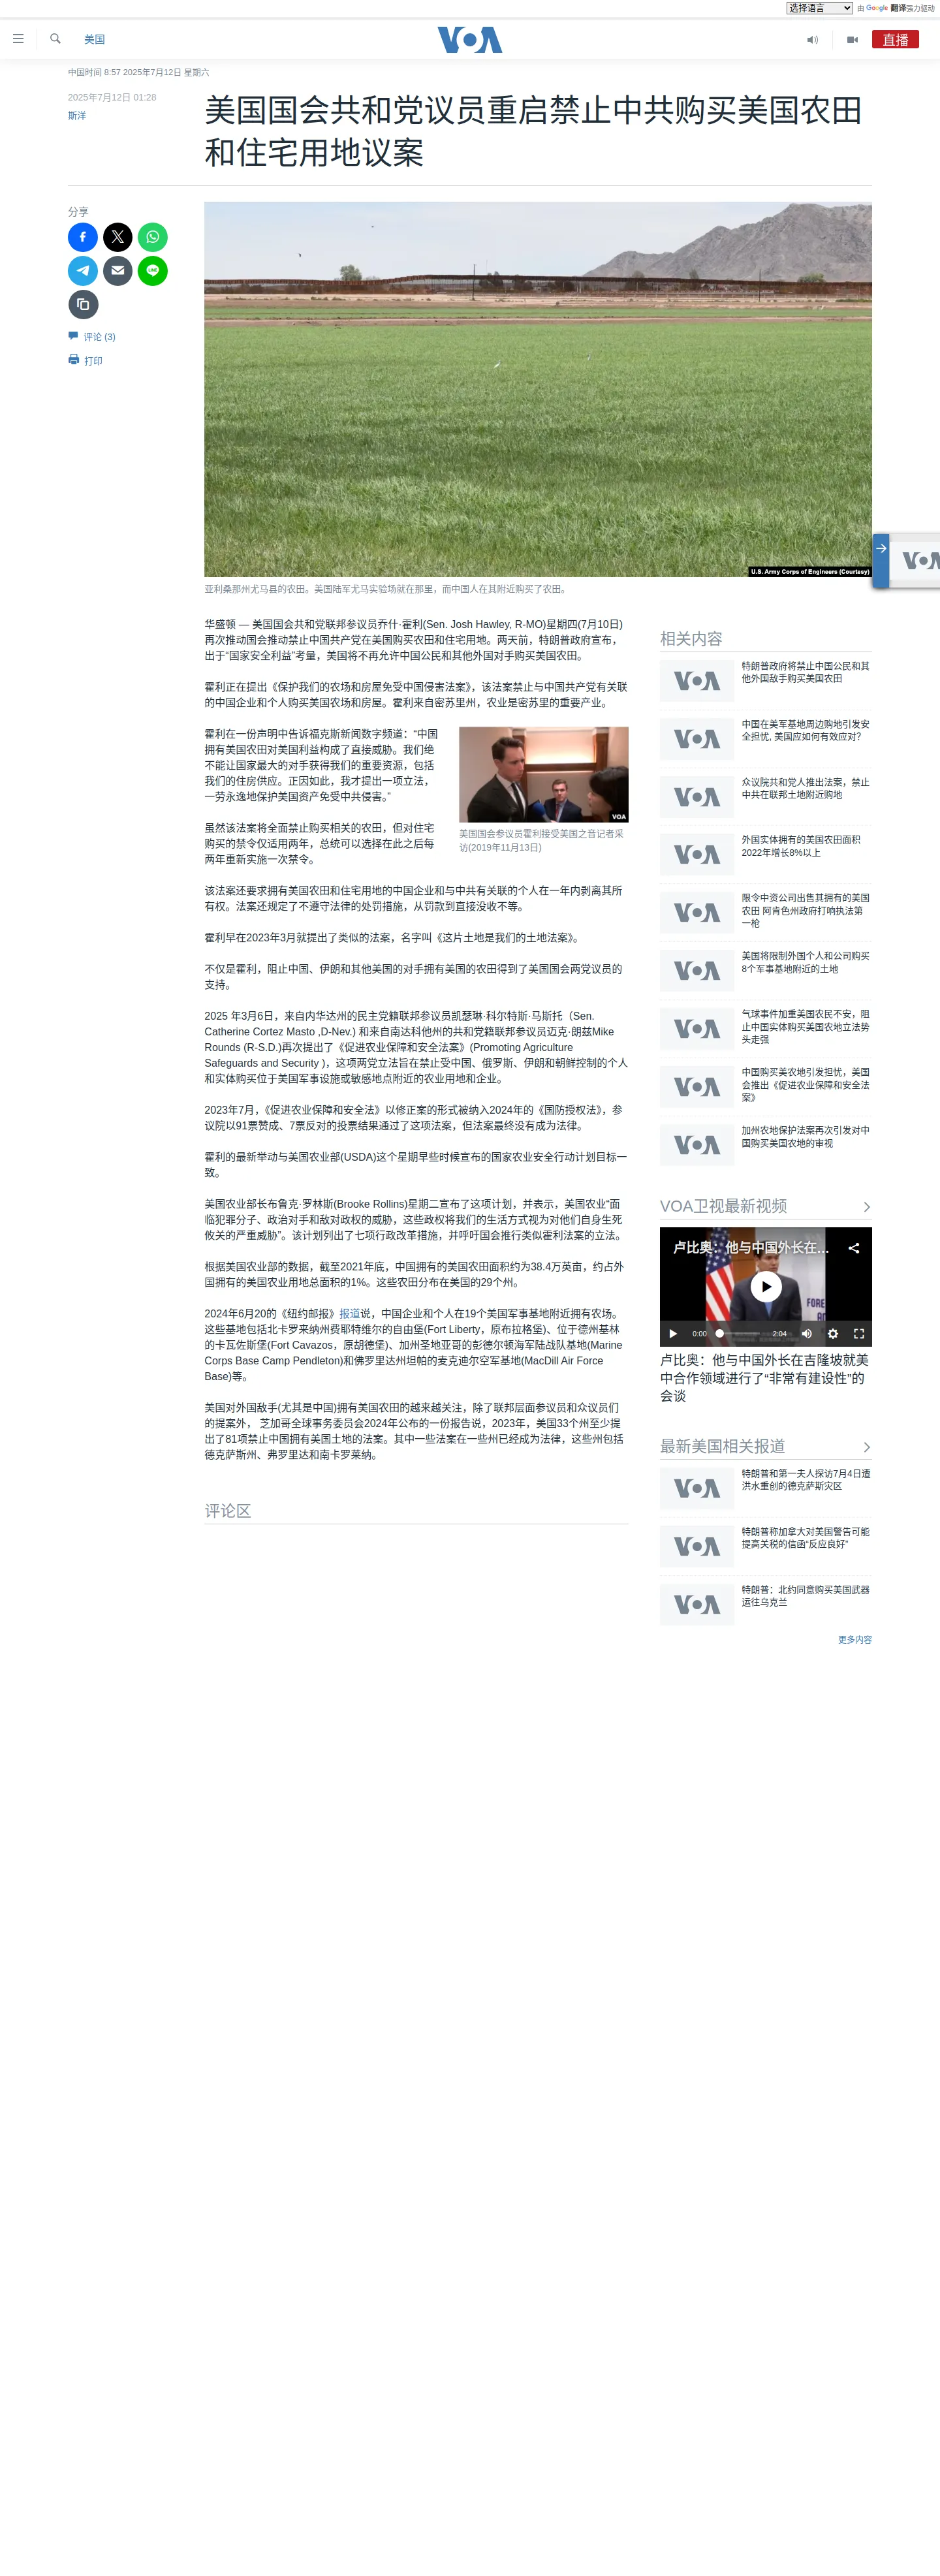 选择语言
由 Google 翻译强力驱动
美国
VOA
直播
中国时间 8:57 2025年7月12日 星期六
2025年7月12日 01:28
斯洋
美国国会共和党议员重启禁止中共购买美国农田
和住宅用地议案
分享
评论 (3)
打印
U.S. Army Corps of Engineers (Courtesy)
亚利桑那州尤马县的农田。美国陆军尤马实验场就在那里，而中国人在其附近购买了农田。
华盛顿 — 美国国会共和党联邦参议员乔什·霍利(Sen. Josh Hawley, R-MO)星期四(7月10日)
再次推动国会推动禁止中国共产党在美国购买农田和住宅用地。两天前，特朗普政府宣布，
出于“国家安全利益”考量，美国将不再允许中国公民和其他外国对手购买美国农田。
霍利正在提出《保护我们的农场和房屋免受中国侵害法案》，该法案禁止与中国共产党有关联
的中国企业和个人购买美国农场和房屋。霍利来自密苏里州，农业是密苏里的重要产业。
霍利在一份声明中告诉福克斯新闻数字频道：“中国
拥有美国农田对美国利益构成了直接威胁。我们绝
不能让国家最大的对手获得我们的重要资源，包括
我们的住房供应。正因如此，我才提出一项立法，
一劳永逸地保护美国资产免受中共侵害。”
VOA
美国国会参议员霍利接受美国之音记者采
访(2019年11月13日)
虽然该法案将全面禁止购买相关的农田，但对住宅
购买的禁令仅适用两年，总统可以选择在此之后每
两年重新实施一次禁令。
该法案还要求拥有美国农田和住宅用地的中国企业和与中共有关联的个人在一年内剥离其所
有权。法案还规定了不遵守法律的处罚措施，从罚款到直接没收不等。
霍利早在2023年3月就提出了类似的法案，名字叫《这片土地是我们的土地法案》。
不仅是霍利，阻止中国、伊朗和其他美国的对手拥有美国的农田得到了美国国会两党议员的
支持。
2025 年3月6日，来自内华达州的民主党籍联邦参议员凯瑟琳·科尔特斯·马斯托（Sen.
Catherine Cortez Masto ,D-Nev.) 和来自南达科他州的共和党籍联邦参议员迈克·朗兹Mike
Rounds (R-S.D.)再次提出了《促进农业保障和安全法案》(Promoting Agriculture
Safeguards and Security )，这项两党立法旨在禁止受中国、俄罗斯、伊朗和朝鲜控制的个人
和实体购买位于美国军事设施或敏感地点附近的农业用地和企业。
2023年7月，《促进农业保障和安全法》以修正案的形式被纳入2024年的《国防授权法》，参
议院以91票赞成、7票反对的投票结果通过了这项法案，但法案最终没有成为法律。
霍利的最新举动与美国农业部(USDA)这个星期早些时候宣布的国家农业安全行动计划目标一
致。
美国农业部长布鲁克·罗林斯(Brooke Rollins)星期二宣布了这项计划，并表示，美国农业“面
临犯罪分子、政治对手和敌对政权的威胁，这些政权将我们的生活方式视为对他们自身生死
攸关的严重威胁”。该计划列出了七项行政改革措施，并呼吁国会推行类似霍利法案的立法。
根据美国农业部的数据，截至2021年底，中国拥有的美国农田面积约为38.4万英亩，约占外
国拥有的美国农业用地总面积的1%。这些农田分布在美国的29个州。
2024年6月20的《纽约邮报》报道说，中国企业和个人在19个美国军事基地附近拥有农场。
这些基地包括北卡罗来纳州费耶特维尔的自由堡(Fort Liberty，原布拉格堡)、位于德州基林
的卡瓦佐斯堡(Fort Cavazos，原胡德堡)、加州圣地亚哥的彭德尔顿海军陆战队基地(Marine
Corps Base Camp Pendleton)和佛罗里达州坦帕的麦克迪尔空军基地(MacDill Air Force
Base)等。
美国对外国敌手(尤其是中国)拥有美国农田的越来越关注，除了联邦层面参议员和众议员们
的提案外， 芝加哥全球事务委员会2024年公布的一份报告说，2023年，美国33个州至少提
出了81项禁止中国拥有美国土地的法案。其中一些法案在一些州已经成为法律，这些州包括
德克萨斯州、弗罗里达和南卡罗莱纳。
评论区
相关内容
VOA
特朗普政府将禁止中国公民和其
他外国敌手购买美国农田
VOA
中国在美军基地周边购地引发安
全担忧, 美国应如何有效应对？
VOA
众议院共和党人推出法案，禁止
中共在联邦土地附近购地
VOA
外国实体拥有的美国农田面积
2022年增长8%以上
VOA
限令中资公司出售其拥有的美国
农田 阿肯色州政府打响执法第
一枪
VOA
美国将限制外国个人和公司购买
8个军事基地附近的土地
VOA
气球事件加重美国农民不安，阻
止中国实体购买美国农地立法势
头走强
VOA
中国购买美农地引发担忧，美国
会推出《促进农业保障和安全法
案》
VOA
加州农地保护法案再次引发对中
国购买美国农地的审视
VOA卫视最新视频
卢比奥：他与中国外长在...
0:00
2:04
卢比奥：他与中国外长在吉隆坡就美
中合作领域进行了“非常有建设性”的
会谈
最新美国相关报道
VOA
特朗普和第一夫人探访7月4日遭
洪水重创的德克萨斯灾区
VOA
特朗普称加拿大对美国警告可能
提高关税的信函“反应良好”
VOA
特朗普：北约同意购买美国武器
运往乌克兰
更多内容